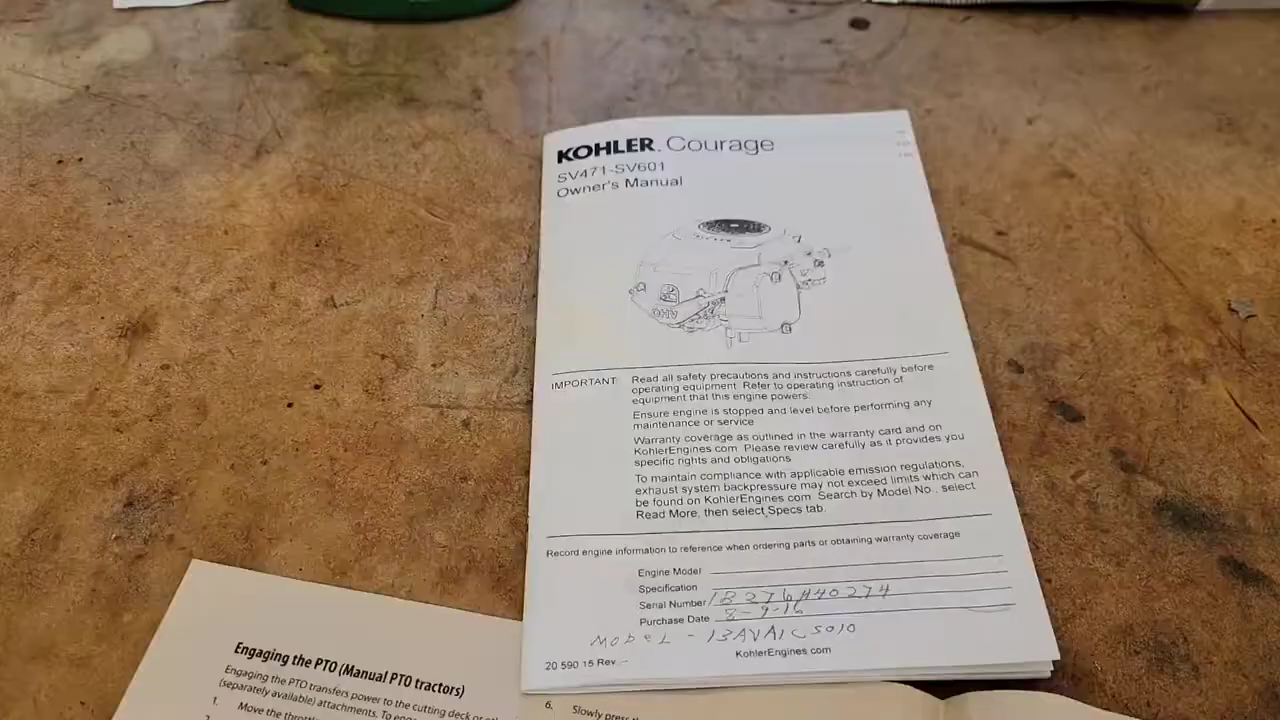 KOHLER. Courage
SV471-SV601
Owner's Manual
OHV
IMPORTANT: Read all safety precautions and instructions carefully before
operating equipment. Refer to operating instruction of
equipment that this engine powers.
Ensure engine is stopped and level before performing any
maintenance or service.
Warranty coverage as outlined in the warranty card and on
KohlerEngines.com. Please review carefully as it provides you
specific rights and obligations.
To maintain compliance with applicable emission regulations,
exhaust system backpressure may not exceed limits which can
be found on KohlerEngines.com. Search by Model No., select
Read More, then select Specs tab.
Record engine information to reference when ordering parts or obtaining warranty coverage.
Engine Model
Specification
Serial Number 1B276H40274
Purchase Date 8-9-16
MODEL - 13AVA1CS010
20 590 15 Rev. -
KohlerEngines.com
Engaging the PTO (Manual PTO tractors)
Engaging the PTO transfers power to the cutting deck or
(separately available) attachments. To
1. Move the
2.
6. Slowly press